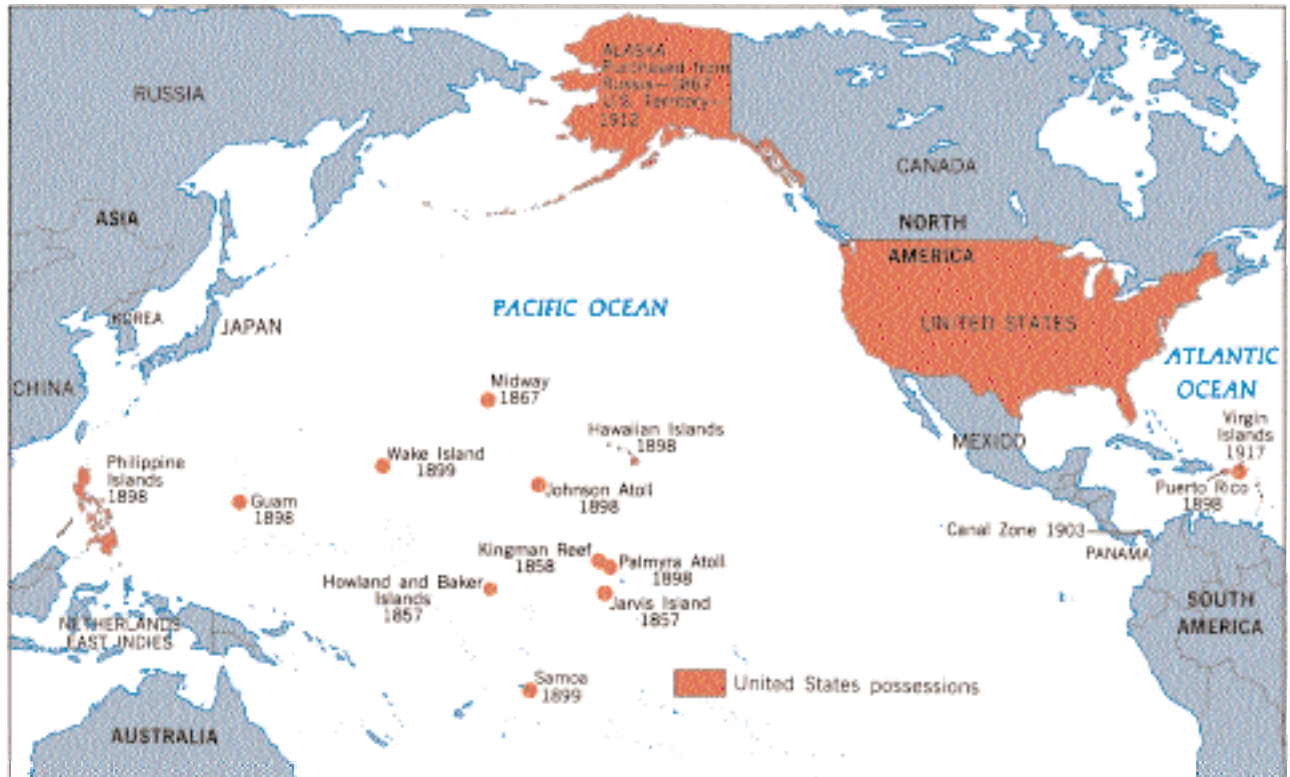 ALASKA
Purchased from
Russia—1867
U.S. Territory—
1912
RUSSIA
CANADA
ASIA
NORTH
AMERICA
PACIFIC OCEAN
KOREA
JAPAN
UNITED STATES
ATLANTIC
OCEAN
CHINA
Midway
1867
Hawaiian Islands
1898
Virgin
Islands
1917
MEXICO
Wake Island
1899
Philippine
Islands
1898
Johnson Atoll
1898
Puerto Rico
1898
Guam
1898
Canal Zone 1903
PANAMA
Kingman Reef
1858
Palmyra Atoll
1898
Howland and Baker
Islands
1857
Jarvis Island
1857
NETHERLANDS
EAST INDIES
SOUTH
AMERICA
Samoa
1899
United States possessions
AUSTRALIA